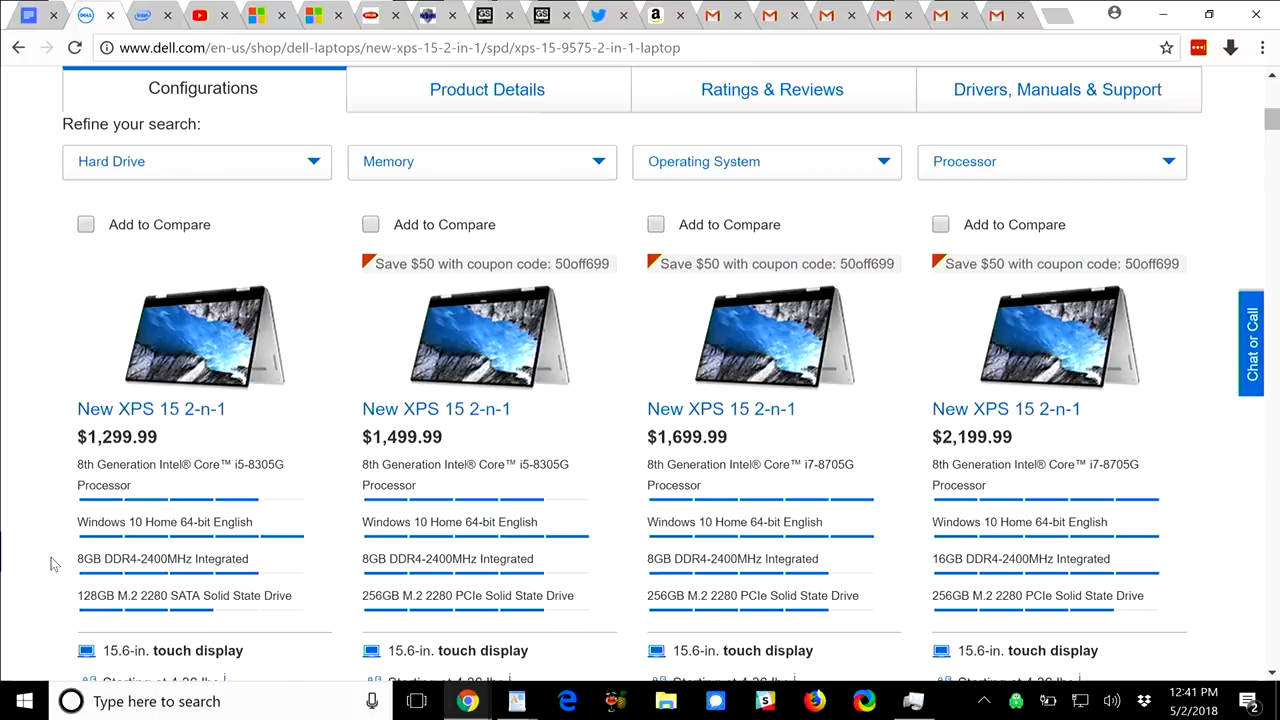 www.dell.com/en-us/shop/dell-laptops/new-xps-15-2-in-1/spd/xps-15-9575-2-in-1-laptop
Configurations
Product Details
Ratings & Reviews
Drivers, Manuals & Support
Refine your search:
Hard Drive
Memory
Operating System
Processor
Add to Compare
Add to Compare
Add to Compare
Add to Compare
Save $50 with coupon code: 50off699
Save $50 with coupon code: 50off699
Save $50 with coupon code: 50off699
Chat or Call
New XPS 15 2-n-1
New XPS 15 2-n-1
New XPS 15 2-n-1
New XPS 15 2-n-1
$1,299.99
$1,499.99
$1,699.99
$2,199.99
8th Generation Intel® Core™ i5-8305G
Processor
8th Generation Intel® Core™ i5-8305G
Processor
8th Generation Intel® Core™ i7-8705G
Processor
8th Generation Intel® Core™ i7-8705G
Processor
Windows 10 Home 64-bit English
Windows 10 Home 64-bit English
Windows 10 Home 64-bit English
Windows 10 Home 64-bit English
8GB DDR4-2400MHz Integrated
8GB DDR4-2400MHz Integrated
8GB DDR4-2400MHz Integrated
16GB DDR4-2400MHz Integrated
128GB M.2 2280 SATA Solid State Drive
256GB M.2 2280 PCIe Solid State Drive
256GB M.2 2280 PCIe Solid State Drive
256GB M.2 2280 PCIe Solid State Drive
15.6-in. touch display
15.6-in. touch display
15.6-in. touch display
15.6-in. touch display
Type here to search
12:41 PM
5/2/2018
2